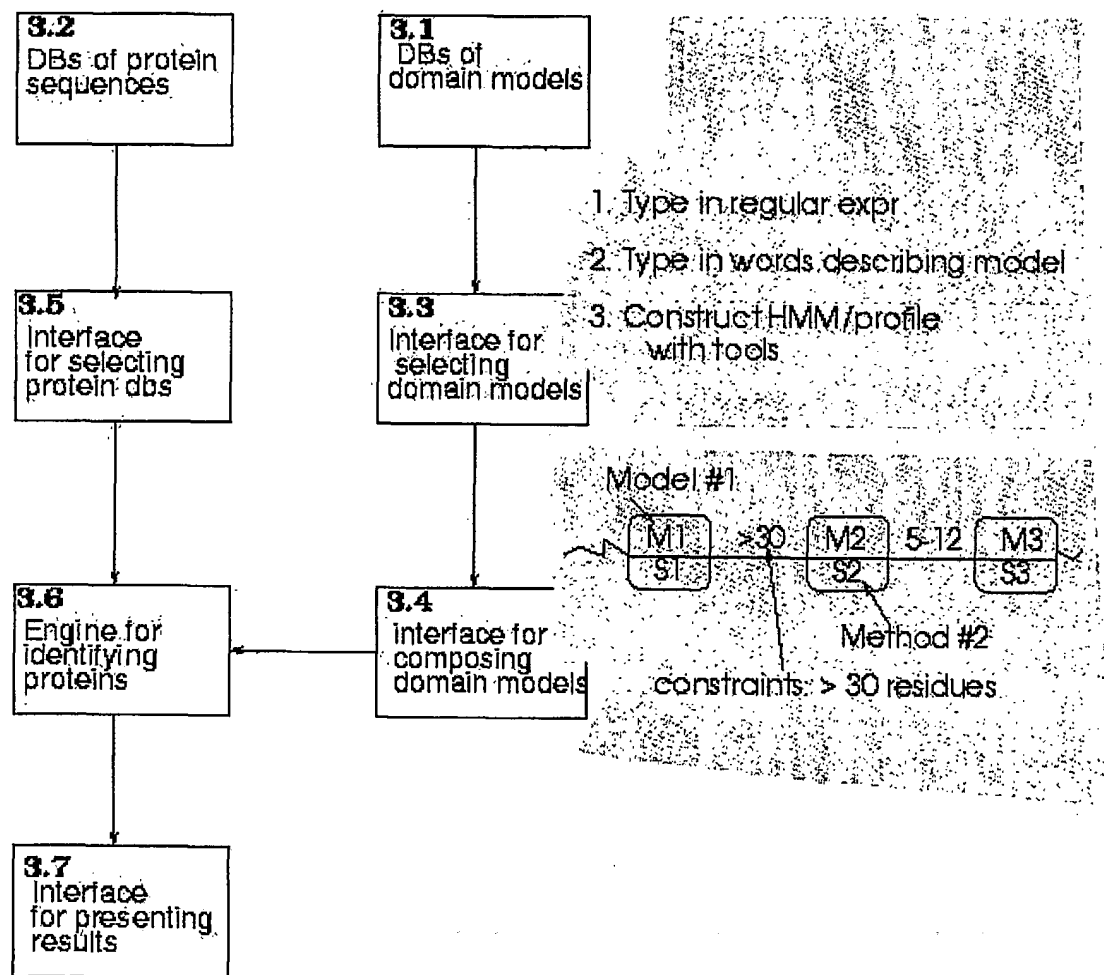 3.2
DBs of protein
sequences
3.1
DBs of
domain models
1. Type in regular expr
2. Type in words describing model
3. Construct HMM/profile
with tools
3.5
Interface
for selecting
protein dbs
3.3
Interface for
selecting
domain models
Model #1
M1 >30 M2 5-12 M3
S1 S2 S3
Method #2
constraints: > 30 residues
3.6
Engine for
identifying
proteins
3.4
interface for
composing
domain models
3.7
Interface
for presenting
results